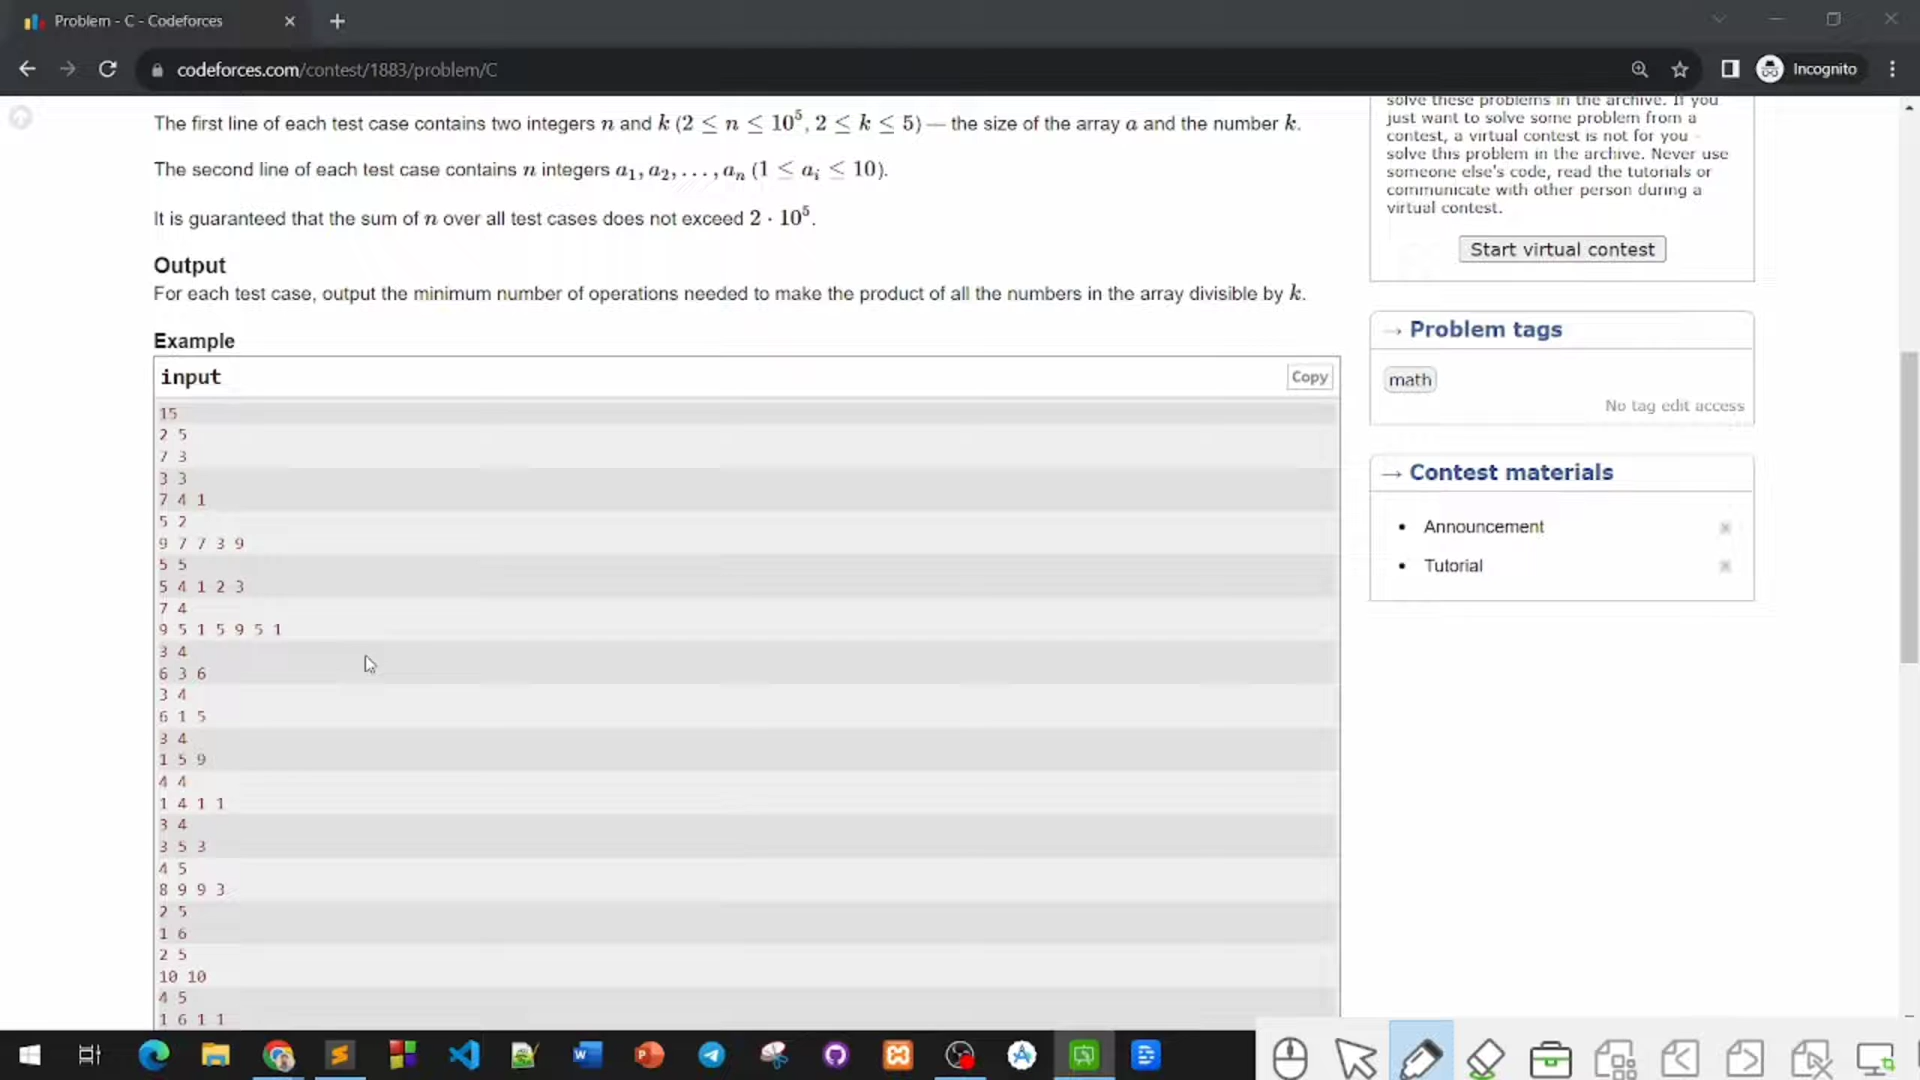 Problem - C - Codeforces
codeforces.com/contest/1883/problem/C
Incognito
The first line of each test case contains two integers n and k (2 ≤ n ≤ 10^5, 2 ≤ k ≤ 5) — the size of the array a and the number k.
The second line of each test case contains n integers a_1, a_2, . . . , a_n (1 ≤ a_i ≤ 10).
It is guaranteed that the sum of n over all test cases does not exceed 2 · 10^5.
Output
For each test case, output the minimum number of operations needed to make the product of all the numbers in the array divisible by k.
Example
input
Copy
15
2 5
7 3
3 3
7 4 1
5 2
9 7 7 3 9
5 5
5 4 1 2 3
7 4
9 5 1 5 9 5 1
3 4
6 3 6
3 4
6 1 5
3 4
1 5 9
4 4
1 4 1 1
3 4
3 5 3
4 5
8 9 9 3
2 5
1 6
2 5
10 10
4 5
1 6 1 1
solve these problems in the archive. If you
just want to solve some problem from a
contest, a virtual contest is not for you -
solve this problem in the archive. Never use
someone else's code, read the tutorials or
communicate with other person during a
virtual contest.
Start virtual contest
→ Problem tags
math
No tag edit access
→ Contest materials
• Announcement
• Tutorial